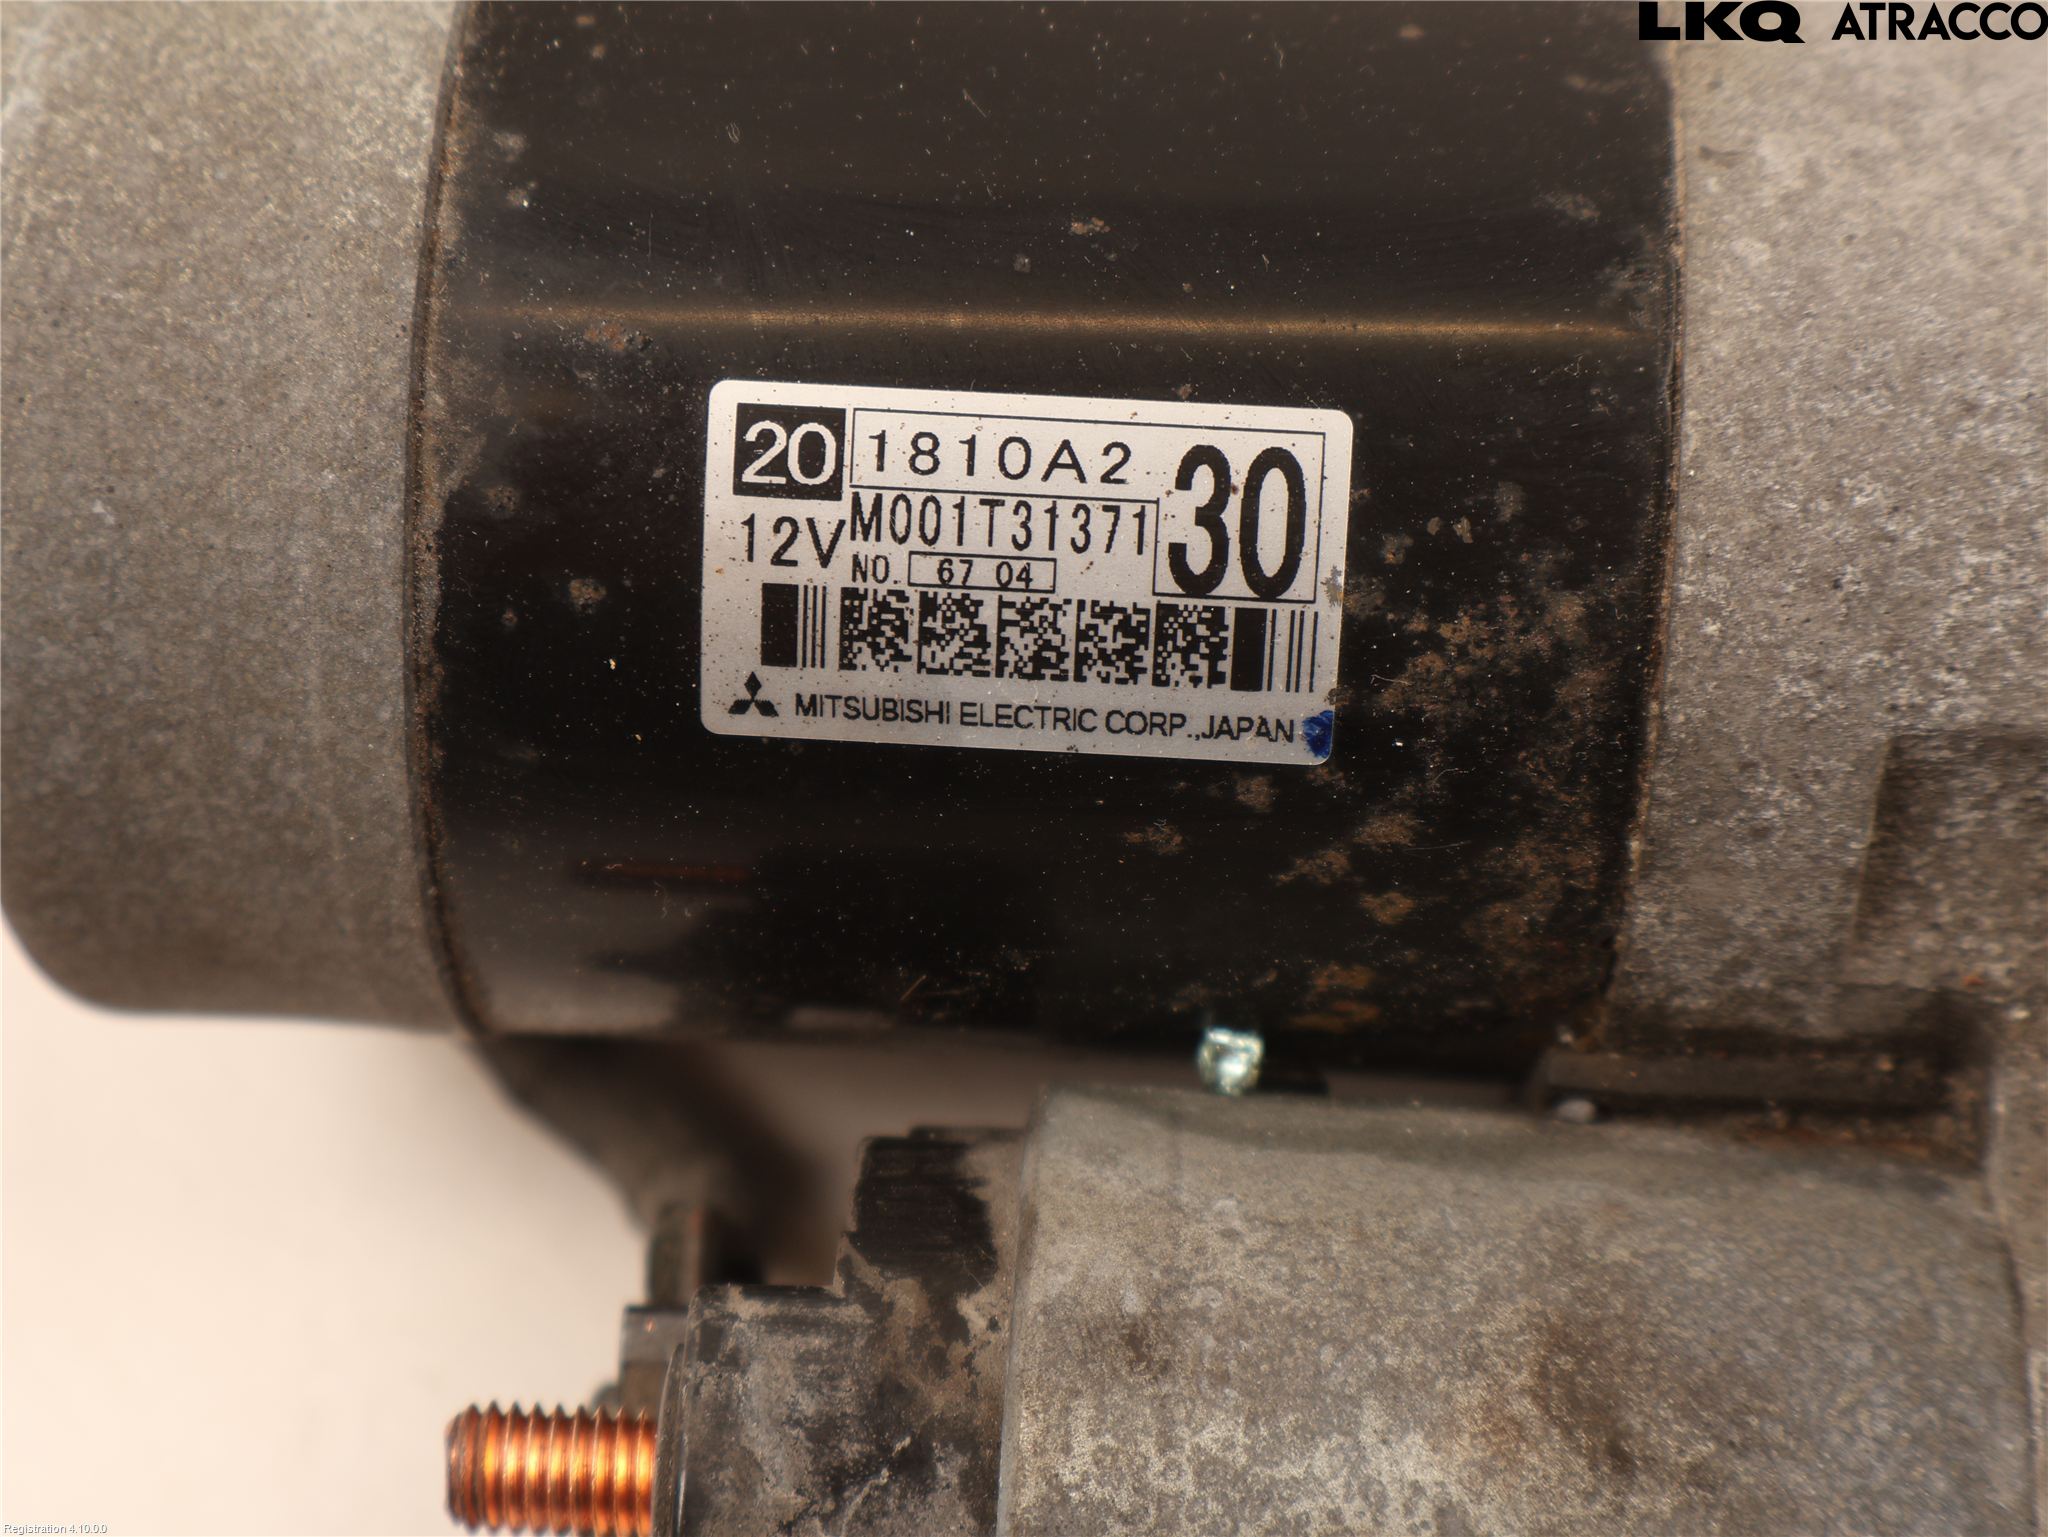 LKQ ATRACCO
20 1810A2 30
12V M001T31371
NO. 67 04
MITSUBISHI ELECTRIC CORP.,JAPAN
Registration 4.10.0.0